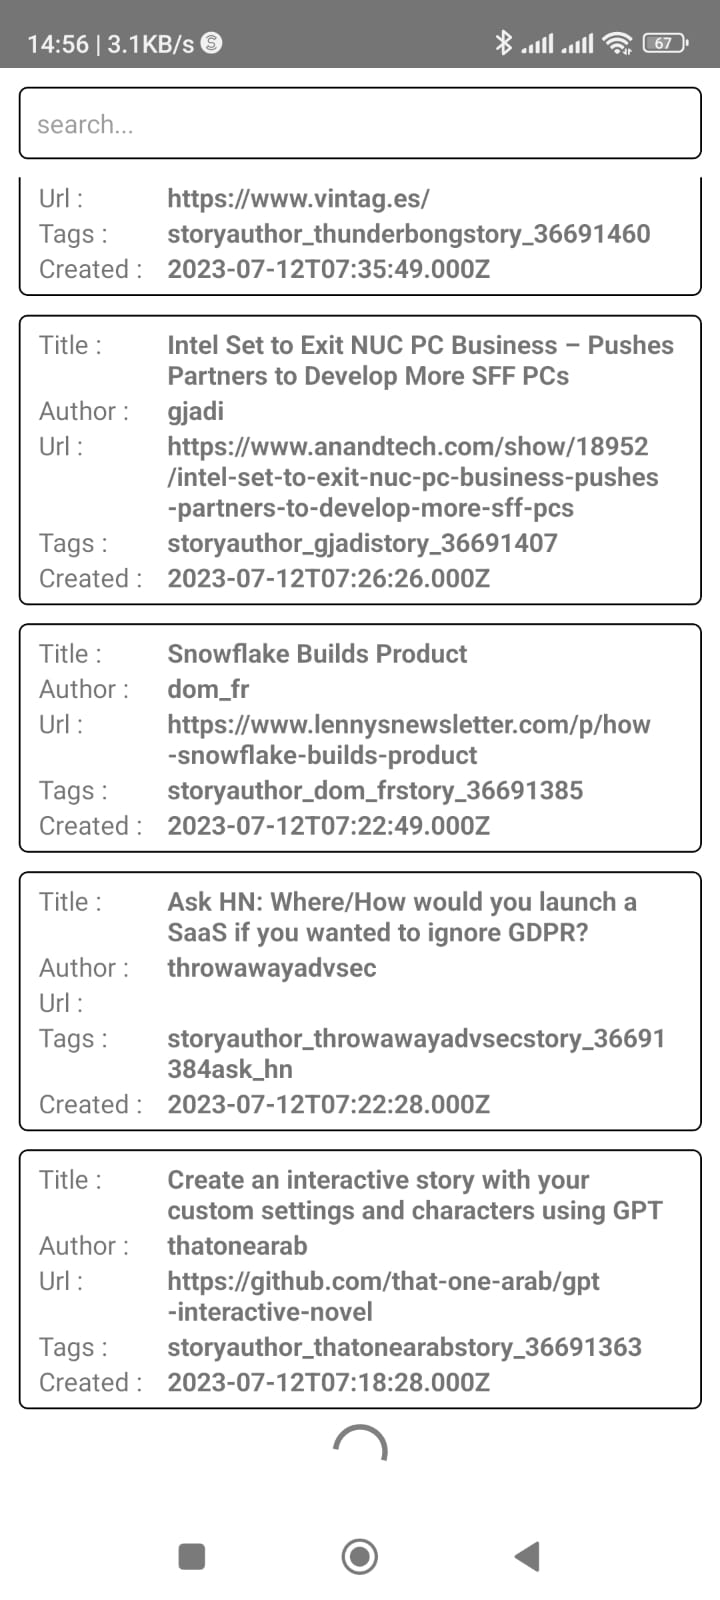 14:56 | 3.1KB/s
67
search...
Url : https://www.vintag.es/
Tags : storyauthor_thunderbongstory_36691460
Created : 2023-07-12T07:35:49.000Z
Title : Intel Set to Exit NUC PC Business – Pushes
Partners to Develop More SFF PCs
Author : gjadi
Url : https://www.anandtech.com/show/18952
/intel-set-to-exit-nuc-pc-business-pushes
-partners-to-develop-more-sff-pcs
Tags : storyauthor_gjadistory_36691407
Created : 2023-07-12T07:26:26.000Z
Title : Snowflake Builds Product
Author : dom_fr
Url : https://www.lennysnewsletter.com/p/how
-snowflake-builds-product
Tags : storyauthor_dom_frstory_36691385
Created : 2023-07-12T07:22:49.000Z
Title : Ask HN: Where/How would you launch a
SaaS if you wanted to ignore GDPR?
Author : throwawayadvsec
Url :
Tags : storyauthor_throwawayadvsecstory_36691
384ask_hn
Created : 2023-07-12T07:22:28.000Z
Title : Create an interactive story with your
custom settings and characters using GPT
Author : thatonearab
Url : https://github.com/that-one-arab/gpt
-interactive-novel
Tags : storyauthor_thatonearabstory_36691363
Created : 2023-07-12T07:18:28.000Z